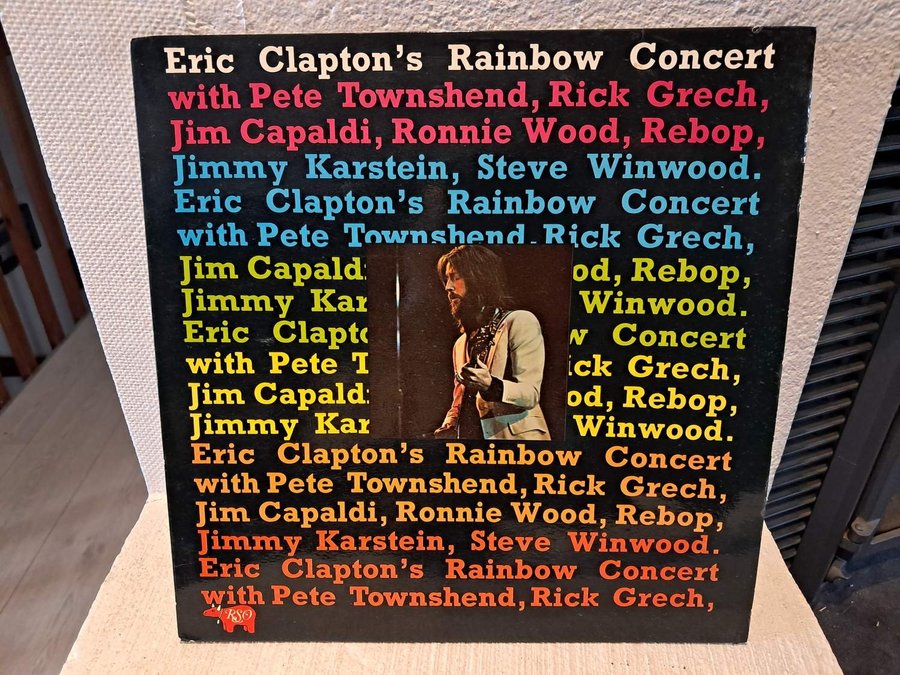 Eric Clapton's Rainbow Concert
with Pete Townshend, Rick Grech,
Jim Capaldi, Ronnie Wood, Rebop,
Jimmy Karstein, Steve Winwood.
Eric Clapton's Rainbow Concert
with Pete Townshend, Rick Grech,
Jim Capaldi od, Rebop,
Jimmy Kar Winwood.
Eric Clapto w Concert
with Pete T ick Grech,
Jim Capaldi od, Rebop,
Jimmy Kar Winwood.
Eric Clapton's Rainbow Concert
with Pete Townshend, Rick Grech,
Jim Capaldi, Ronnie Wood, Rebop,
Jimmy Karstein, Steve Winwood.
Eric Clapton's Rainbow Concert
with Pete Townshend, Rick Grech,
RSO